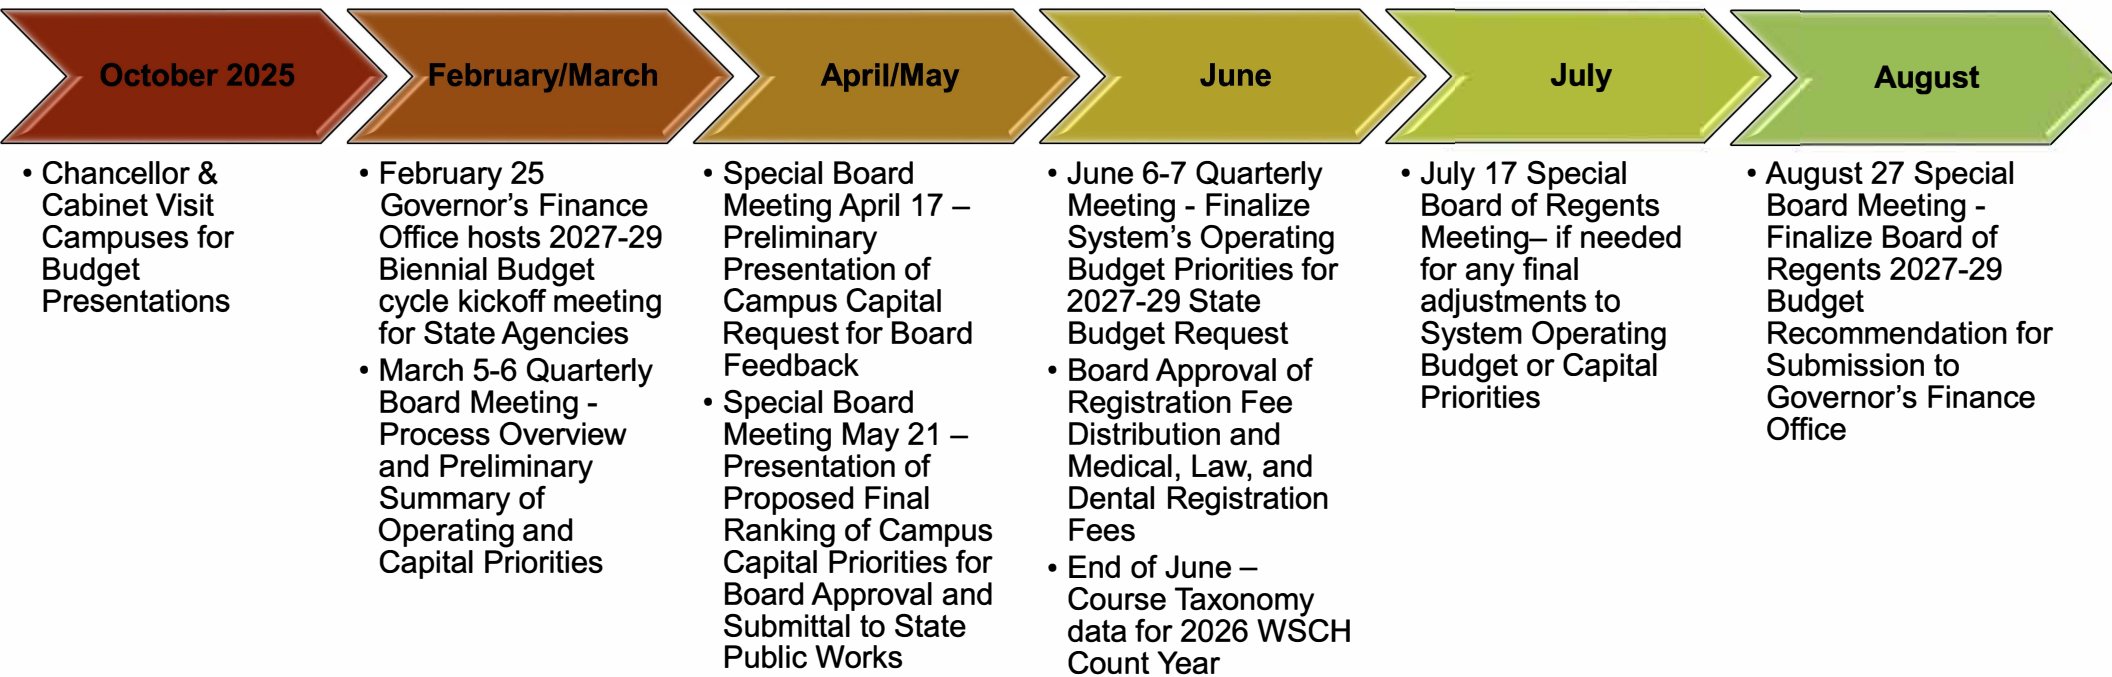 October 2025
February/March
April/May
June
July
August
• Chancellor &
Cabinet Visit
Campuses for
Budget
Presentations
• February 25
Governor’s Finance
Office hosts 2027-29
Biennial Budget
cycle kickoff meeting
for State Agencies
• March 5-6 Quarterly
Board Meeting -
Process Overview
and Preliminary
Summary of
Operating and
Capital Priorities
• Special Board
Meeting April 17 –
Preliminary
Presentation of
Campus Capital
Request for Board
Feedback
• Special Board
Meeting May 21 –
Presentation of
Proposed Final
Ranking of Campus
Capital Priorities for
Board Approval and
Submittal to State
Public Works
• June 6-7 Quarterly
Meeting - Finalize
System’s Operating
Budget Priorities for
2027-29 State
Budget Request
• Board Approval of
Registration Fee
Distribution and
Medical, Law, and
Dental Registration
Fees
• End of June –
Course Taxonomy
data for 2026 WSCH
Count Year
• July 17 Special
Board of Regents
Meeting– if needed
for any final
adjustments to
System Operating
Budget or Capital
Priorities
• August 27 Special
Board Meeting -
Finalize Board of
Regents 2027-29
Budget
Recommendation for
Submission to
Governor’s Finance
Office